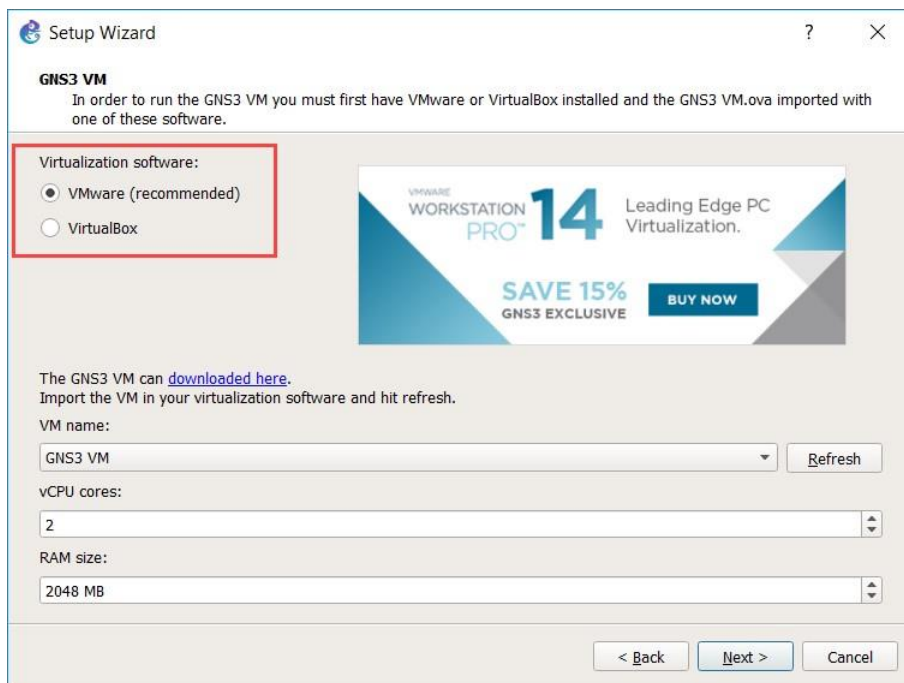 Setup Wizard
?
GNS3 VM
In order to run the GNS3 VM you must first have VMware or VirtualBox installed and the GNS3 VM.ova imported with
one of these software.
Virtualization software:
VMware (recommended)
VirtualBox
VMWARE
WORKSTATION
PRO™
14
Leading Edge PC
Virtualization.
SAVE 15%
GNS3 EXCLUSIVE
BUY NOW
The GNS3 VM can downloaded here.
Import the VM in your virtualization software and hit refresh.
VM name:
GNS3 VM
Refresh
vCPU cores:
2
RAM size:
2048 MB
< Back
Next >
Cancel